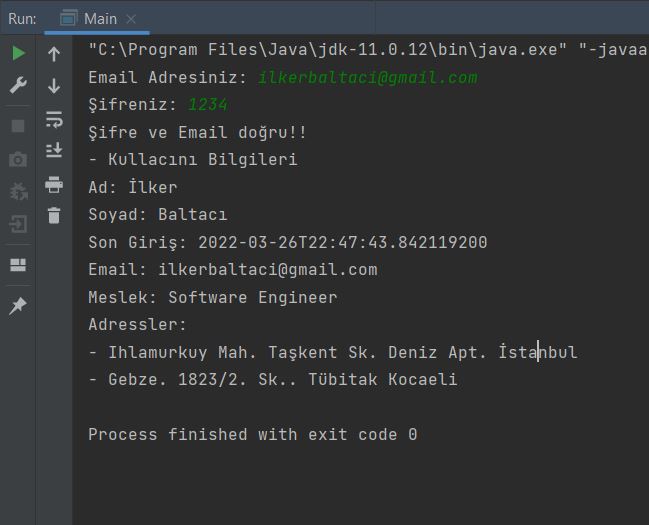 Run: Main
"C:\Program Files\Java\jdk-11.0.12\bin\java.exe" "-javaa
Email Adresiniz: ilkerbaltaci@gmail.com
Şifreniz: 1234
Şifre ve Email doğru!!
- Kullacını Bilgileri
Ad: İlker
Soyad: Baltacı
Son Giriş: 2022-03-26T22:47:43.842119200
Email: ilkerbaltaci@gmail.com
Meslek: Software Engineer
Adressler:
- Ihlamurkuy Mah. Taşkent Sk. Deniz Apt. İstanbul
- Gebze. 1823/2. Sk.. Tübitak Kocaeli
Process finished with exit code 0